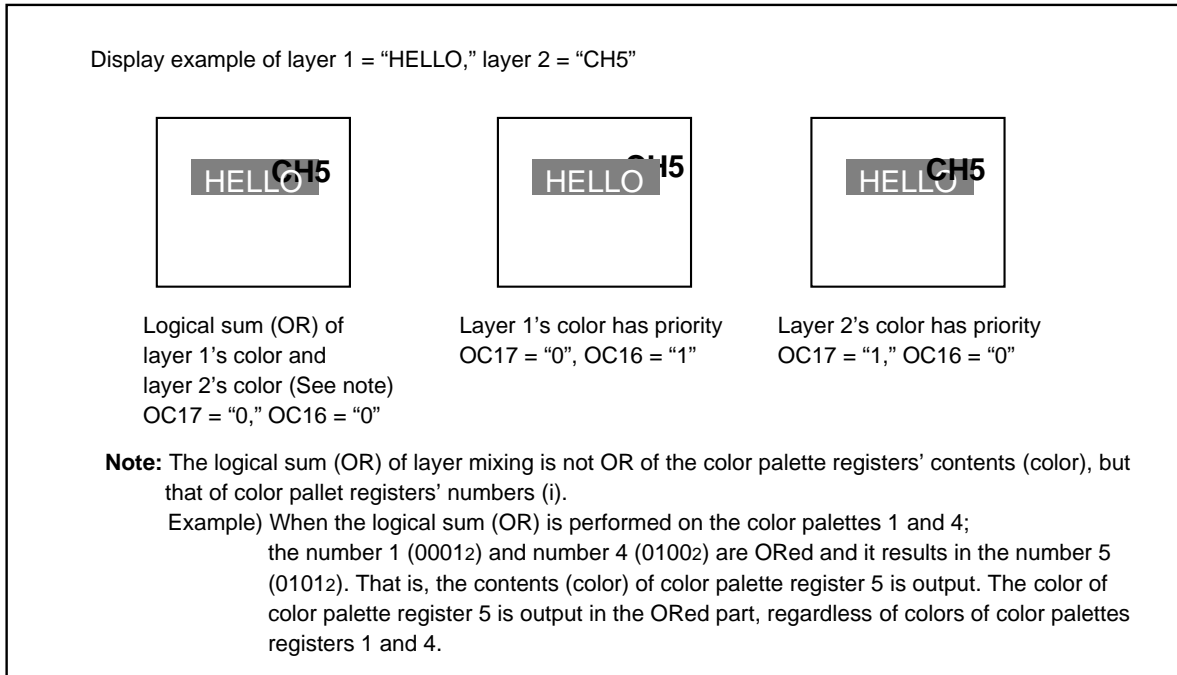 Display example of layer 1 = “HELLO,” layer 2 = “CH5”
HELLO CH5
HELLO CH5
HELLO CH5
Logical sum (OR) of
layer 1’s color and
layer 2’s color (See note)
OC17 = “0,” OC16 = “0”
Layer 1’s color has priority
OC17 = “0”, OC16 = “1”
Layer 2’s color has priority
OC17 = “1,” OC16 = “0”
Note: The logical sum (OR) of layer mixing is not OR of the color palette registers’ contents (color), but
that of color pallet registers’ numbers (i).
Example) When the logical sum (OR) is performed on the color palettes 1 and 4;
the number 1 (00012) and number 4 (01002) are ORed and it results in the number 5
(01012). That is, the contents (color) of color palette register 5 is output. The color of
color palette register 5 is output in the ORed part, regardless of colors of color palettes
registers 1 and 4.